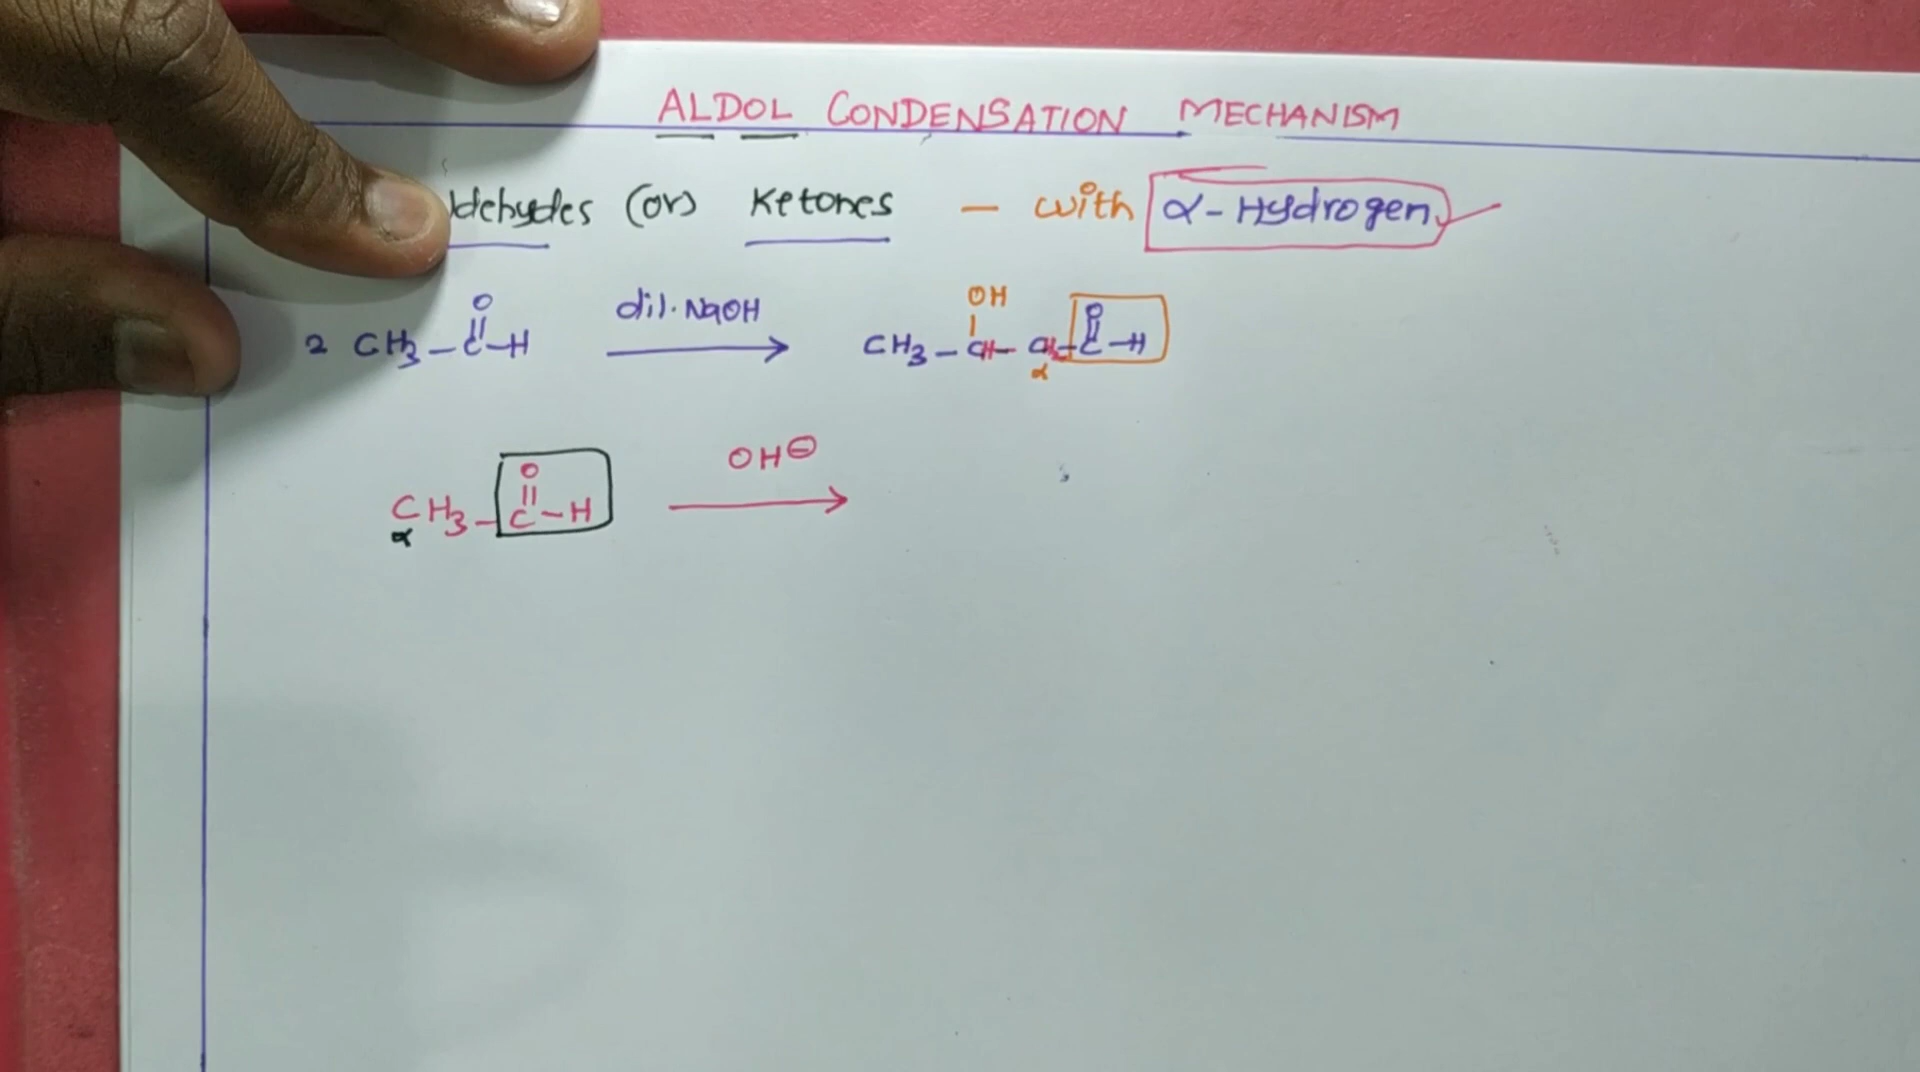 ALDOL CONDENSATION MECHANISM
ldehydes (or) Ketones - with α-Hydrogen
O dil. NaOH OH O
2 CH3-C-H → CH3-CH-CH2-C-H
α
O OH⊖
CH3-C-H →
α